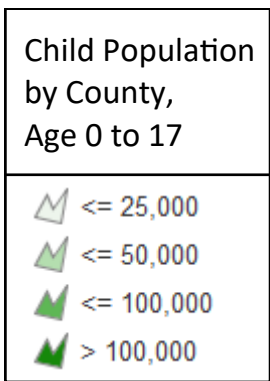 Child Population
by County,
Age 0 to 17
<= 25,000
<= 50,000
<= 100,000
> 100,000